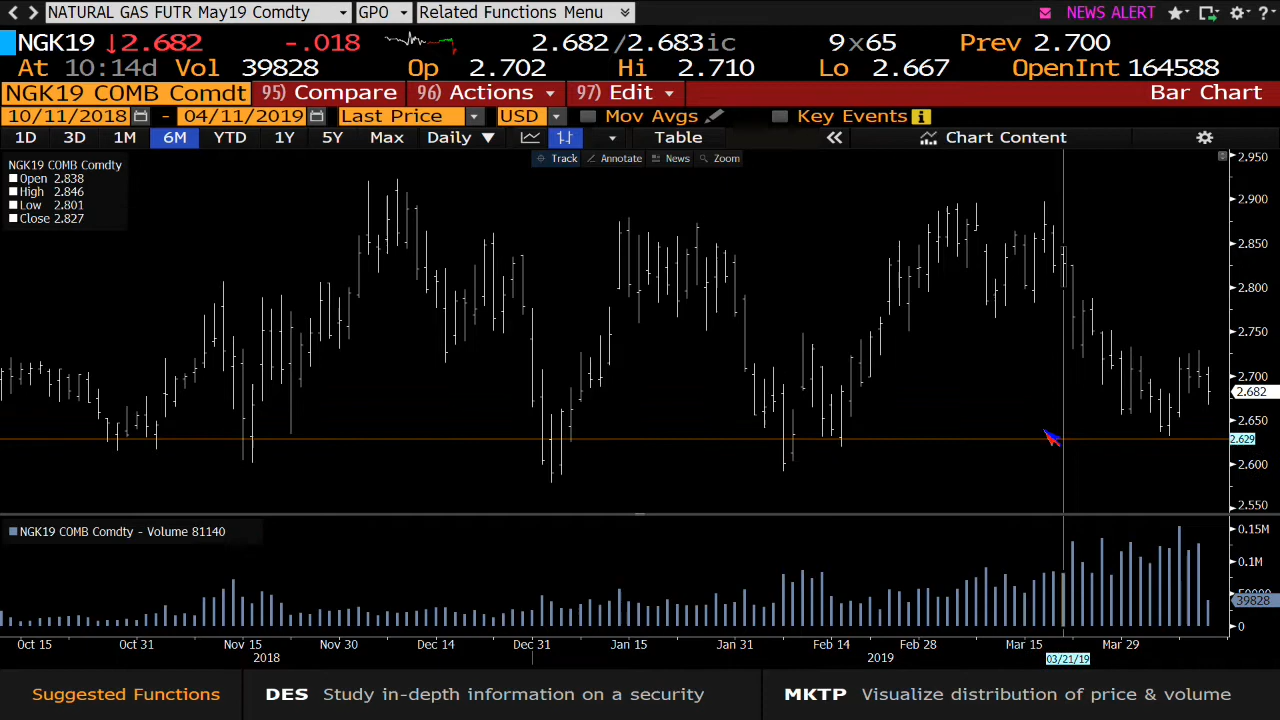 NATURAL GAS FUTR May19 Comdty GPO Related Functions Menu NEWS ALERT ?
NGK19 ↓2.682 -.018 2.682/2.683ic 9×65 Prev 2.700
At 10:14d Vol 39828 Op 2.702 Hi 2.710 Lo 2.667 OpenInt 164588
NGK19 COMB Comdt 95) Compare 96) Actions 97) Edit Bar Chart
10/11/2018 - 04/11/2019 Last Price USD Mov Avgs Key Events i
1D 3D 1M 6M YTD 1Y 5Y Max Daily ▼ Table « Chart Content
Track Annotate News Zoom
NGK19 COMB Comdty
Open 2.838
High 2.846
Low 2.801
Close 2.827
2.950
2.900
2.850
2.800
2.750
2.700
2.682
2.650
2.629
2.600
2.550
NGK19 COMB Comdty - Volume 81140
0.15M
0.1M
39828
0
Oct 15 Oct 31 Nov 15 Nov 30 Dec 14 Dec 31 Jan 15 Jan 31 Feb 14 Feb 28 Mar 15 Mar 29
2018 2019 03/21/19
Suggested Functions DES Study in-depth information on a security MKTP Visualize distribution of price & volume